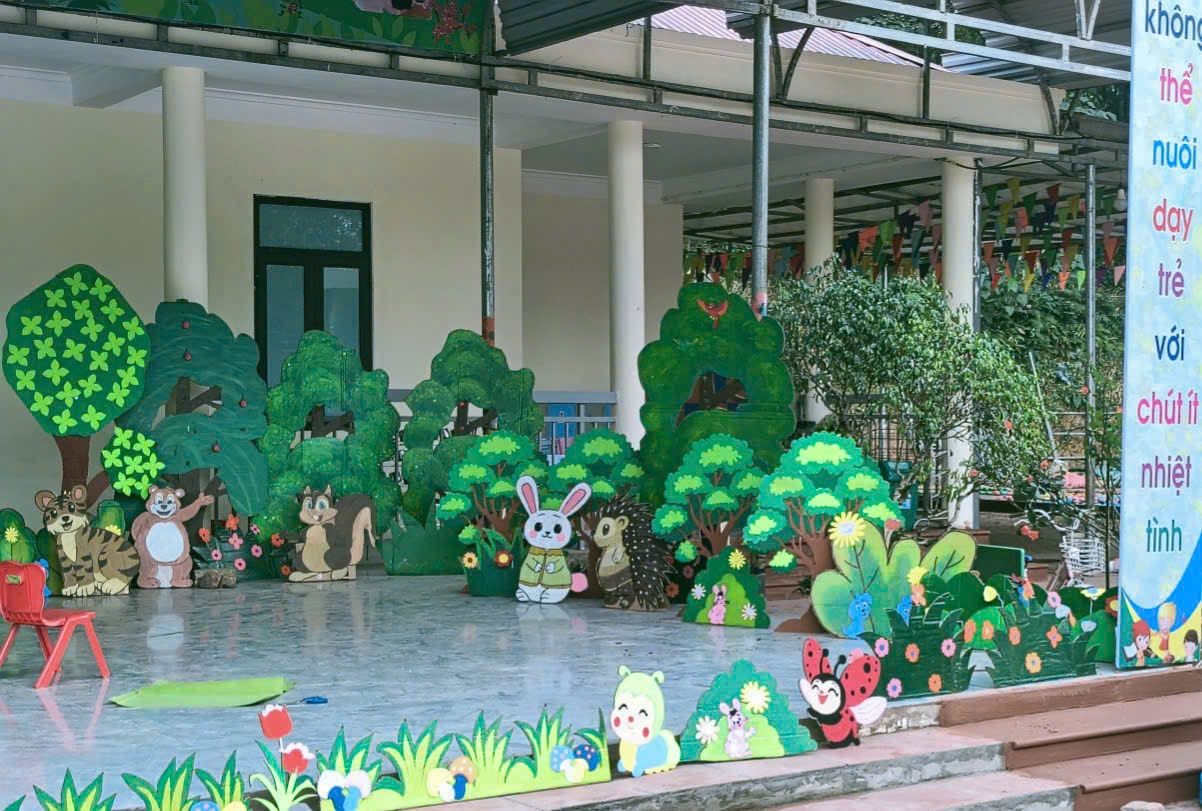 không
thể
nuôi
dạy
trẻ
với
chút ít
nhiệt
tình